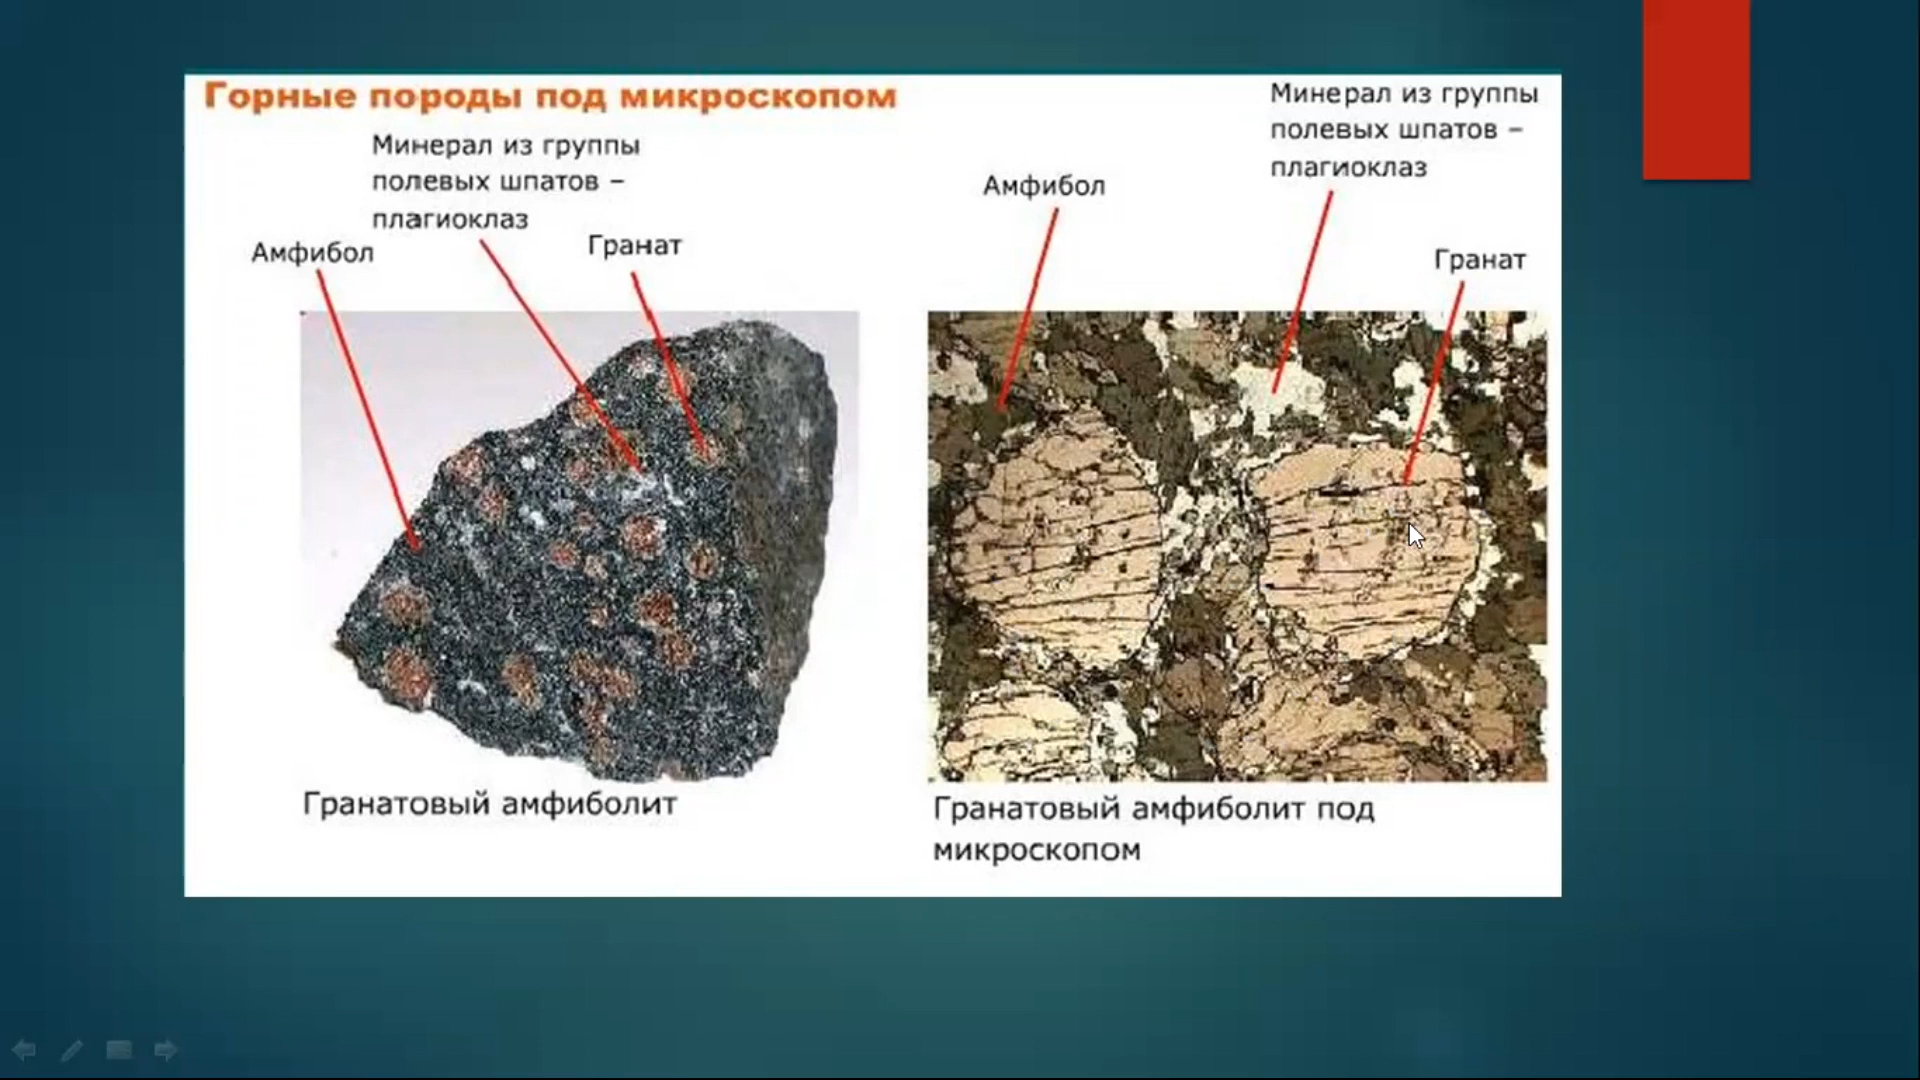 Горные породы под микроскопом
Минерал из группы
полевых шпатов –
плагиоклаз
Амфибол
Гранат
Гранатовый амфиболит
Минерал из группы
полевых шпатов –
плагиоклаз
Амфибол
Гранат
Гранатовый амфиболит под
микроскопом